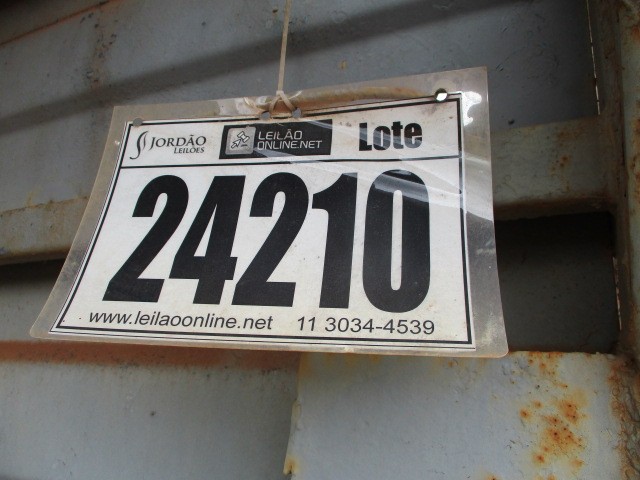 JORDÃO LEILÕES
LEILÃO ONLINE.NET
Lote
24210
www.leilaoonline.net 11 3034-4539